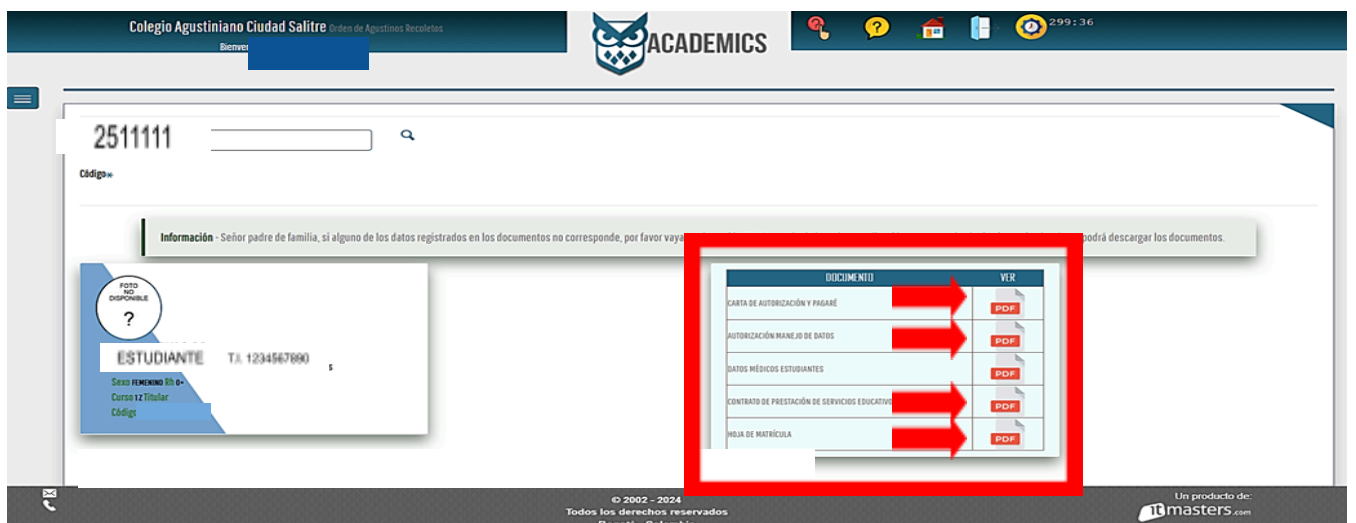 Colegio Agustiniano Ciudad Salitre Orden de Agustinos Recoletos
Bienve
ACADEMICS
299:36
2511111
Código*
Información - Señor padre de familia, si alguno de los datos registrados en los documentos no corresponde, por favor vaya
podrá descargar los documentos.
FOTO
NO
DISPONIBLE
?
ESTUDIANTE T.I. 1234567890
s
Sexo FEMENINO Rh O+
Curso 12 Titular
Código
DOCUMENTO VER
CARTA DE AUTORIZACIÓN Y PAGARÉ PDF
AUTORIZACIÓN MANEJO DE DATOS PDF
DATOS MÉDICOS ESTUDIANTES PDF
CONTRATO DE PRESTACIÓN DE SERVICIOS EDUCATIVO PDF
HOJA DE MATRÍCULA PDF
© 2002 - 2024
Todos los derechos reservados
Un producto de:
itmasters.com